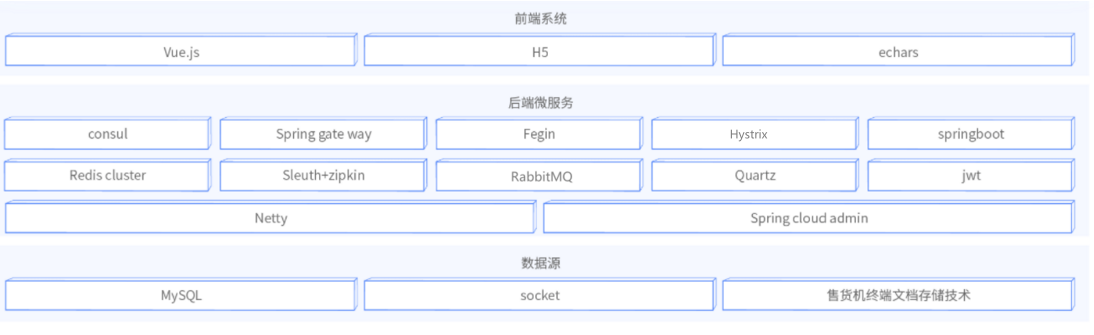 前端系统
Vue.js H5 echars
后端微服务
consul Spring gate way Fegin Hystrix springboot
Redis cluster Sleuth+zipkin RabbitMQ Quartz jwt
Netty Spring cloud admin
数据源
MySQL socket 售货机终端文档存储技术